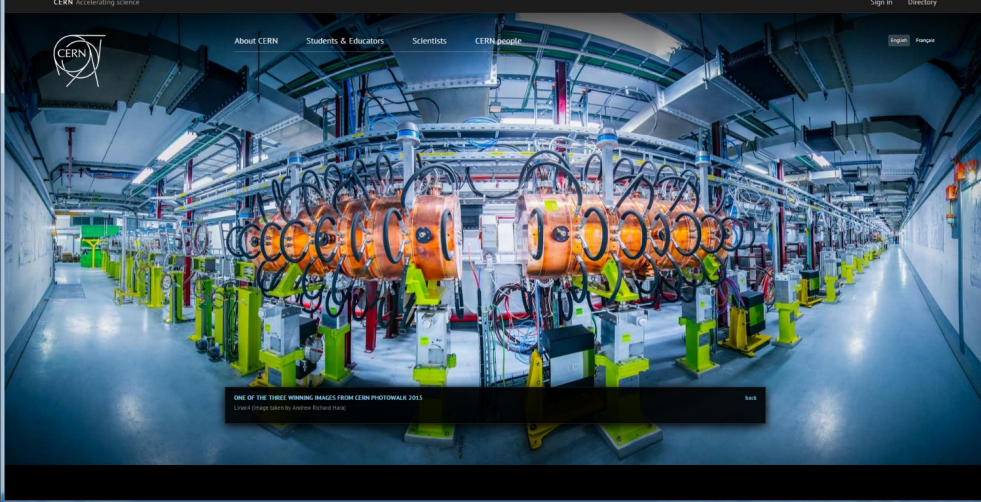 CERN Accelerating science
Sign in Directory
CERN
About CERN Students & Educators Scientists CERN people
English Français
ONE OF THE THREE WINNING IMAGES FROM CERN PHOTOWALK 2015
back
Linac4 (Image taken by Andrew Richard Hara)